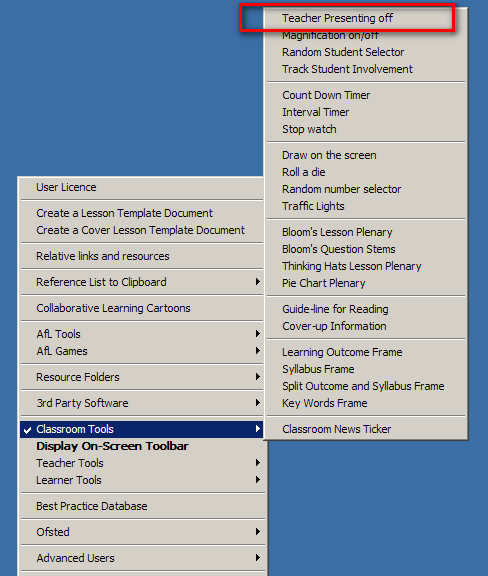 Teacher Presenting off
Magnification on/off
Random Student Selector
Track Student Involvement
Count Down Timer
Interval Timer
Stop watch
Draw on the screen
Roll a die
Random number selector
Traffic Lights
Bloom's Lesson Plenary
Bloom's Question Stems
Thinking Hats Lesson Plenary
Pie Chart Plenary
Guide-line for Reading
Cover-up Information
Learning Outcome Frame
Syllabus Frame
Split Outcome and Syllabus Frame
Key Words Frame
Classroom News Ticker
User Licence
Create a Lesson Template Document
Create a Cover Lesson Template Document
Relative links and resources
Reference List to Clipboard
Collaborative Learning Cartoons
AfL Tools
AfL Games
Resource Folders
3rd Party Software
Classroom Tools
Display On-Screen Toolbar
Teacher Tools
Learner Tools
Best Practice Database
Ofsted
Advanced Users